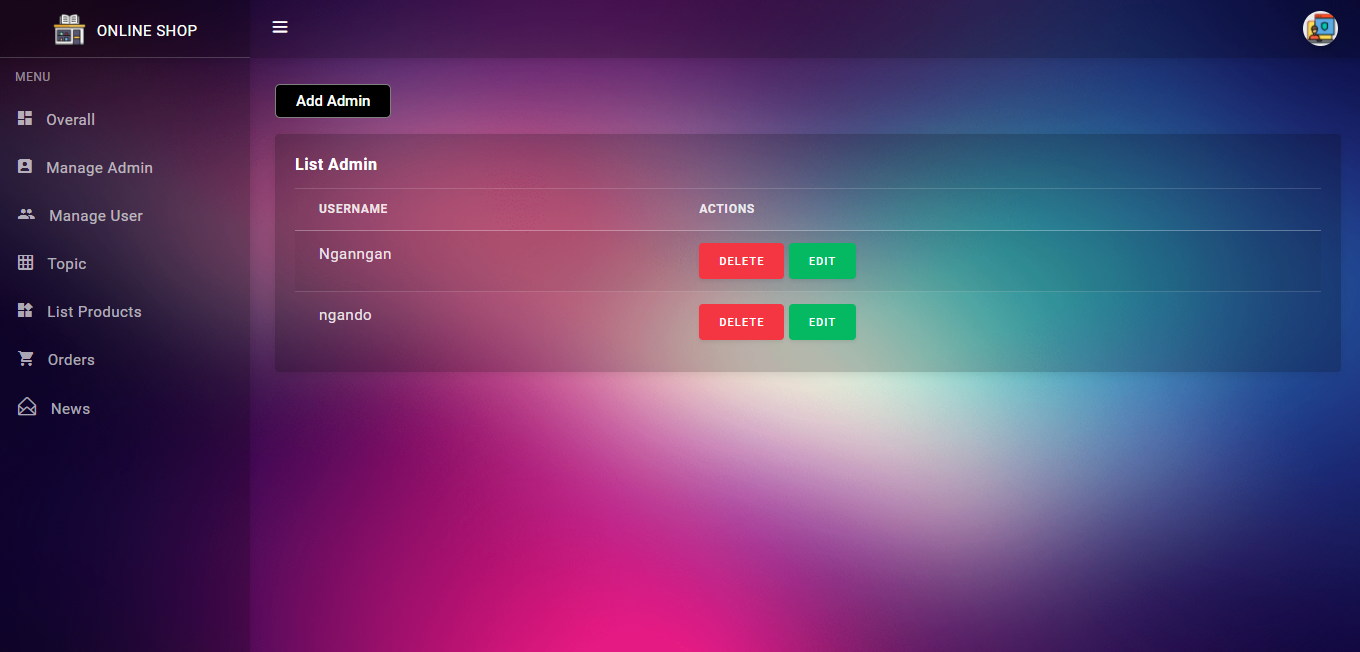 ONLINE SHOP
MENU
Overall
Manage Admin
Manage User
Topic
List Products
Orders
News
Add Admin
List Admin
USERNAME ACTIONS
Nganngan DELETE EDIT
ngando DELETE EDIT